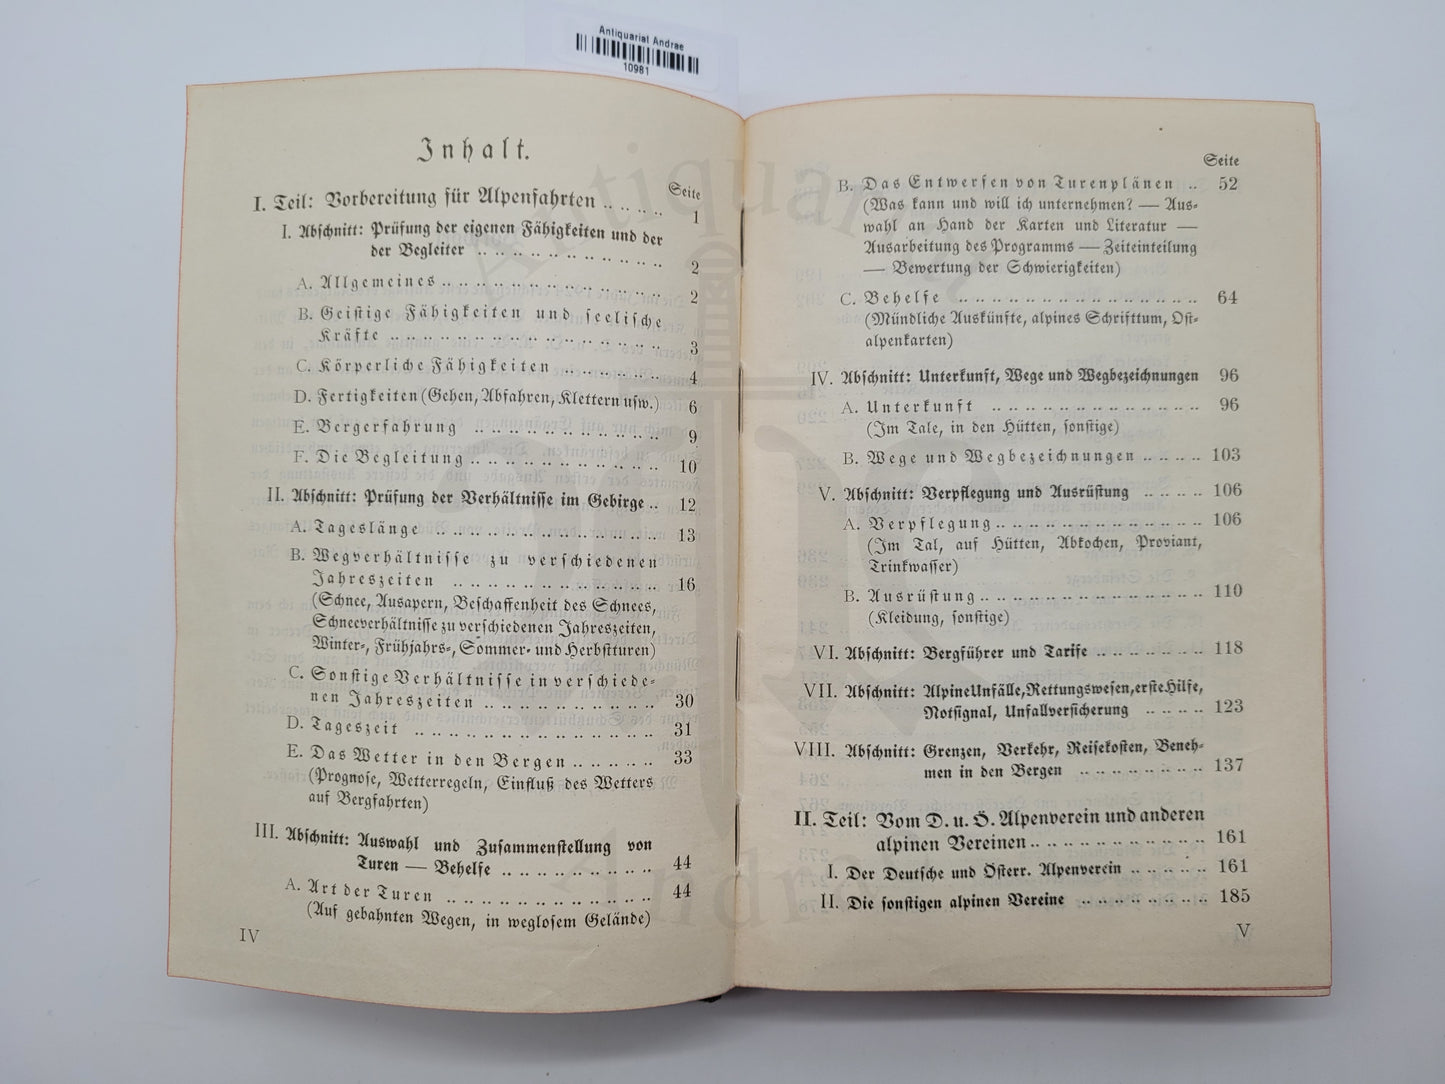 Antiquariat Andrae
10981
Inhalt.
Seite
I. Teil: Vorbereitung für Alpenfahrten .. .. .. .. 1
I. Abschnitt: Prüfung der eigenen Fähigkeiten und der
der Begleiter .. .. .. .. .. .. .. .. .. .. .. 2
A. Allgemeines .. .. .. .. .. .. .. .. .. .. .. .. .. 2
B. Geistige Fähigkeiten und seelische
Kräfte .. .. .. .. .. .. .. .. .. .. .. .. .. .. .. 3
C. Körperliche Fähigkeiten .. .. .. .. .. .. 4
D. Fertigkeiten (Gehen, Abfahren, Klettern usw.) 6
E. Bergerfahrung .. .. .. .. .. .. .. .. .. .. .. 9
F. Die Begleitung .. .. .. .. .. .. .. .. .. .. .. 10
II. Abschnitt: Prüfung der Verhältnisse im Gebirge .. 12
A. Tageslänge .. .. .. .. .. .. .. .. .. .. .. .. .. 13
B. Wegverhältnisse zu verschiedenen
Jahreszeiten .. .. .. .. .. .. .. .. .. .. .. .. 16
(Schnee, Ausapern, Beschaffenheit des Schnees,
Schneeverhältnisse zu verschiedenen Jahreszeiten,
Winter-, Frühjahrs-, Sommer- und Herbstturen)
C. Sonstige Verhältnisse in verschiede-
nen Jahreszeiten .. .. .. .. .. .. .. .. .. .. 30
D. Tageszeit .. .. .. .. .. .. .. .. .. .. .. .. .. 31
E. Das Wetter in den Bergen .. .. .. .. .. 33
(Prognose, Wetterregeln, Einfluß des Wetters
auf Bergfahrten)
III. Abschnitt: Auswahl und Zusammenstellung von
Turen — Behelfe .. .. .. .. .. .. .. .. .. 44
A. Art der Turen .. .. .. .. .. .. .. .. .. .. .. 44
(Auf gebahnten Wegen, in weglosem Gelände)
IV
Seite
B. Das Entwerfen von Turenplänen .. 52
(Was kann und will ich unternehmen? — Aus-
wahl an Hand der Karten und Literatur —
Ausarbeitung des Programms — Zeiteinteilung
— Bewertung der Schwierigkeiten)
C. Behelfe .. .. .. .. .. .. .. .. .. .. .. .. .. .. 64
(Mündliche Auskünfte, alpines Schrifttum, Ost-
alpenkarten)
IV. Abschnitt: Unterkunft, Wege und Wegbezeichnungen 96
A. Unterkunft .. .. .. .. .. .. .. .. .. .. .. .. 96
(Im Tale, in den Hütten, sonstige)
B. Wege und Wegbezeichnungen .. .. .. .. 103
V. Abschnitt: Verpflegung und Ausrüstung .. .. .. .. 106
A. Verpflegung .. .. .. .. .. .. .. .. .. .. .. .. 106
(Im Tal, auf Hütten, Abkochen, Proviant,
Trinkwasser)
B. Ausrüstung .. .. .. .. .. .. .. .. .. .. .. .. .. 110
(Kleidung, sonstige)
VI. Abschnitt: Bergführer und Tarife .. .. .. .. .. .. 118
VII. Abschnitt: Alpine Unfälle, Rettungswesen, erste Hilfe,
Notsignal, Unfallversicherung .. .. .. .. 123
VIII. Abschnitt: Grenzen, Verkehr, Reisekosten, Beneh-
men in den Bergen .. .. .. .. .. .. .. .. 137
II. Teil: Vom D. u. Ö. Alpenverein und anderen
alpinen Vereinen .. .. .. .. .. .. .. .. .. .. 161
I. Der Deutsche und Österr. Alpenverein .. .. .. .. .. 161
II. Die sonstigen alpinen Vereine .. .. .. .. .. .. .. .. 185
V
Antiquariat
Andrae